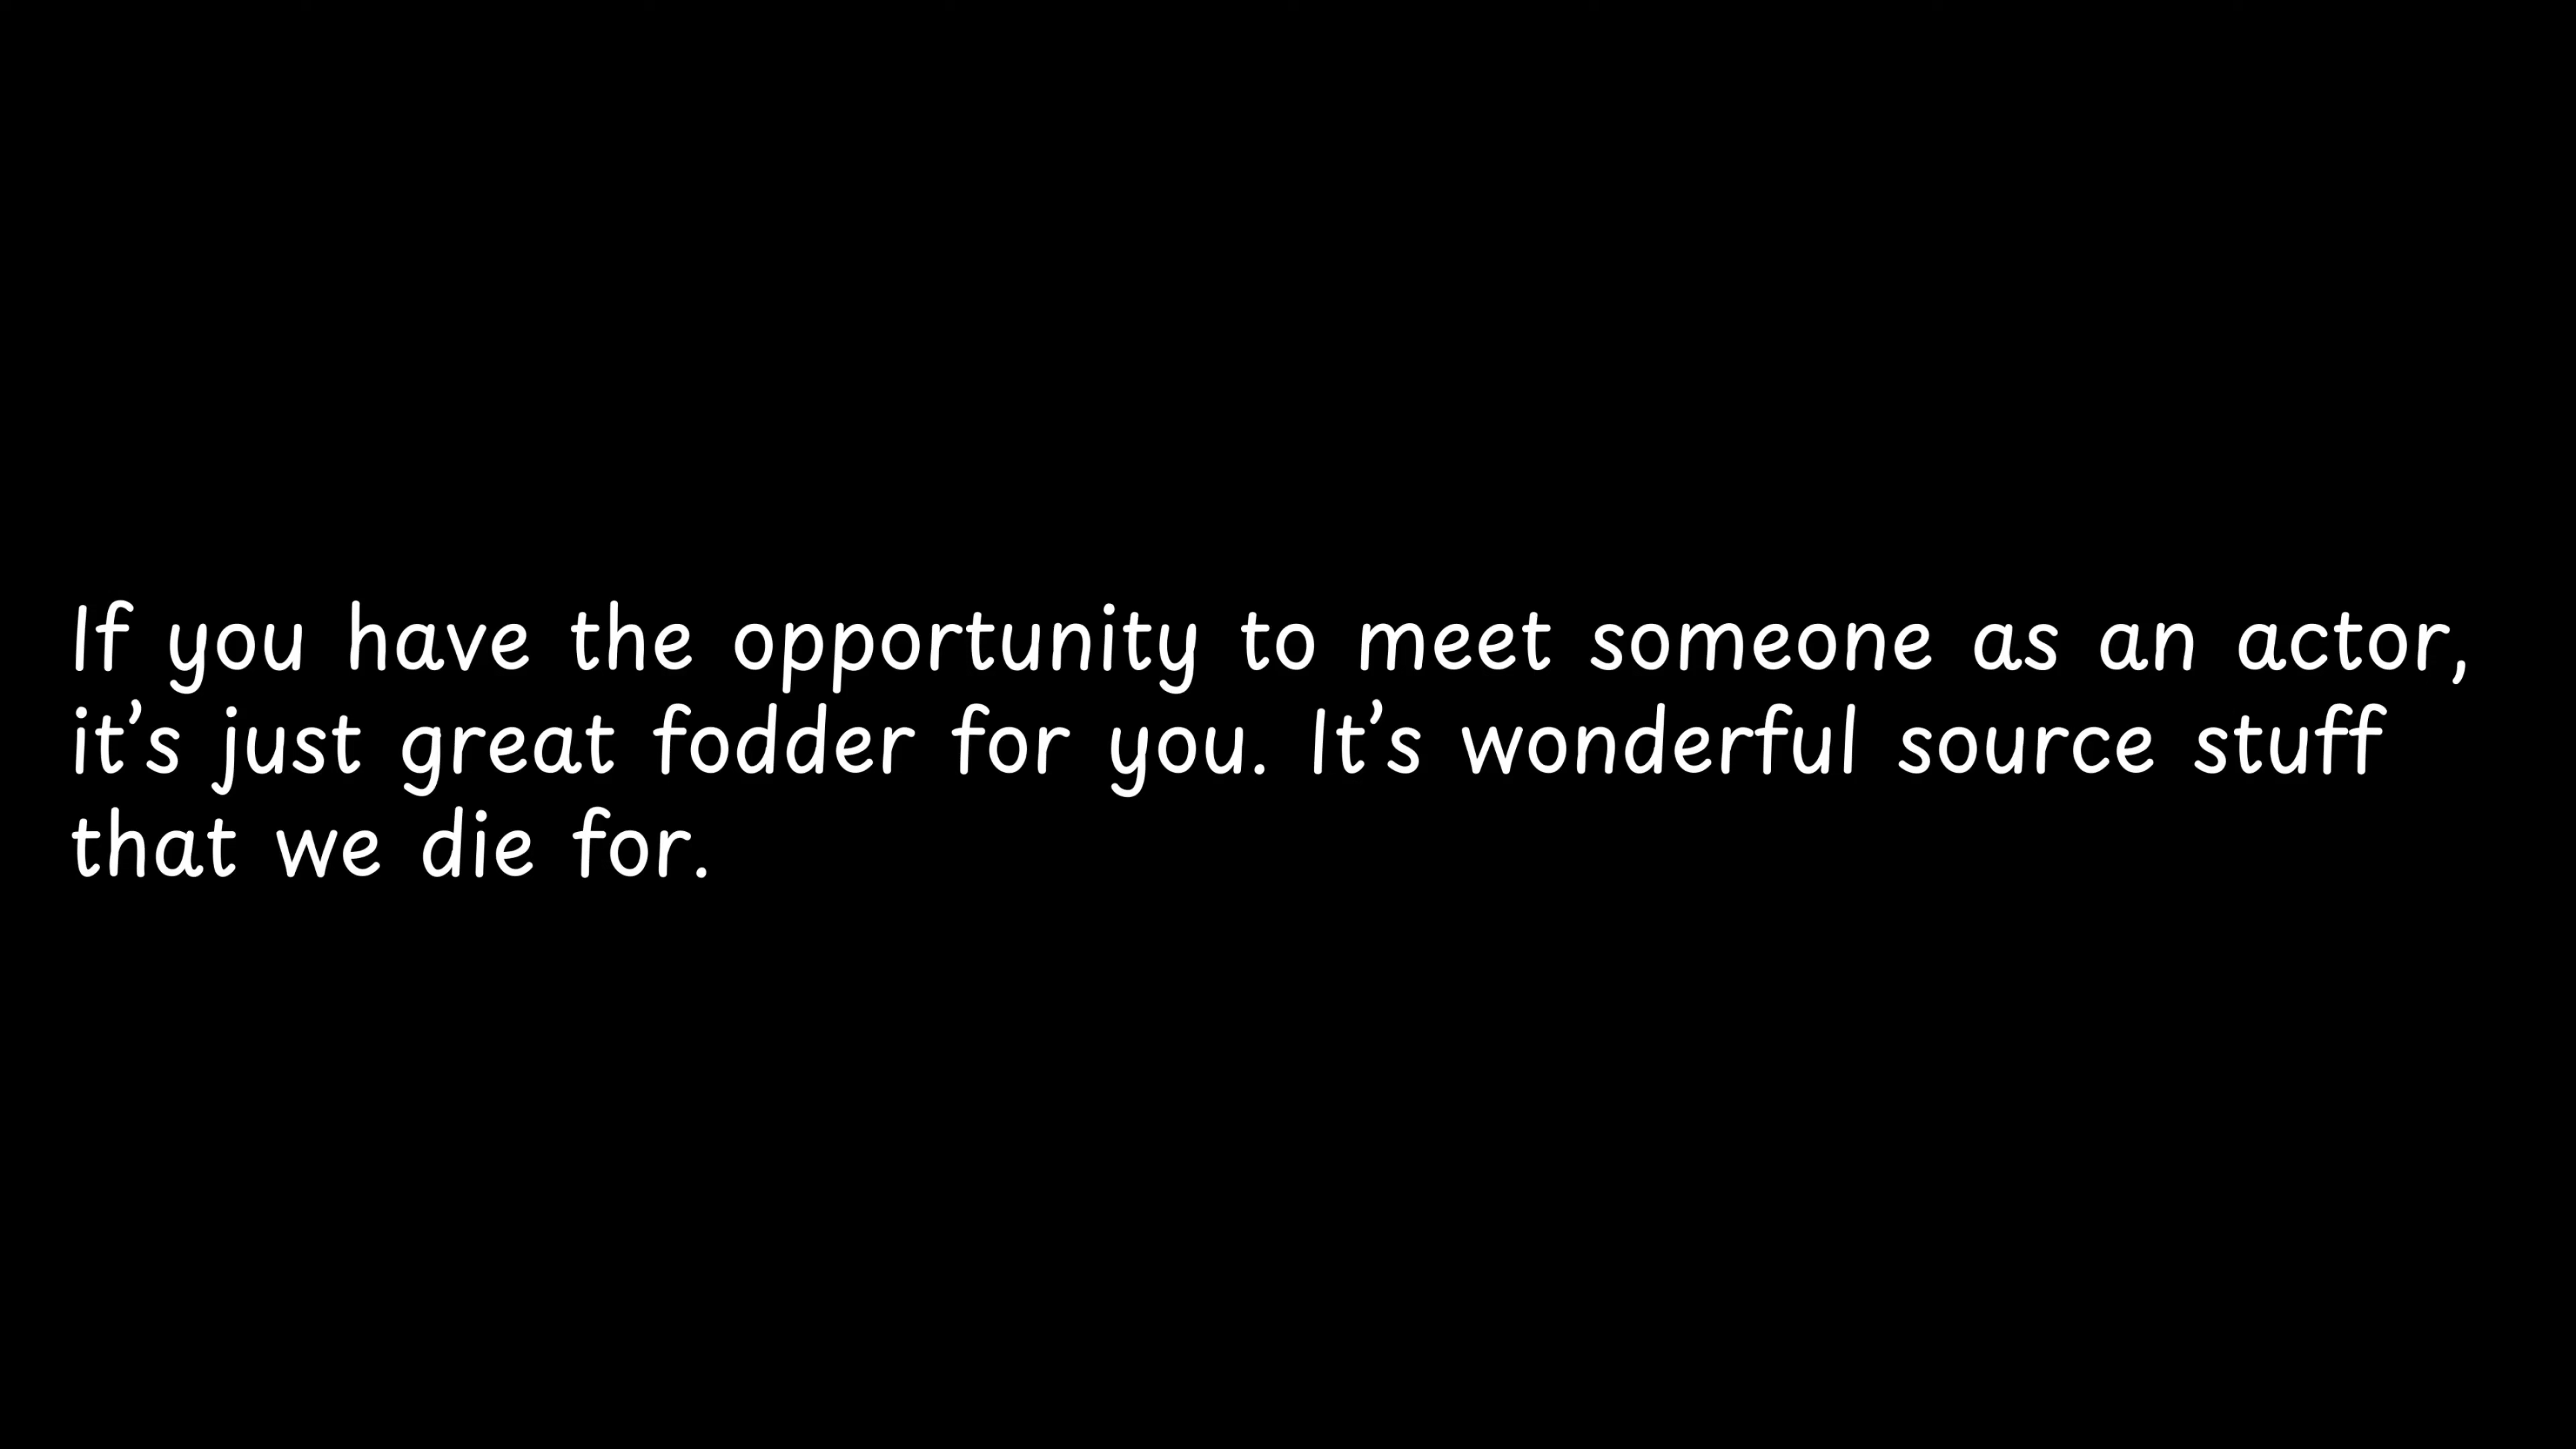 If you have the opportunity to meet someone as an actor,
it’s just great fodder for you. It’s wonderful source stuff
that we die for.